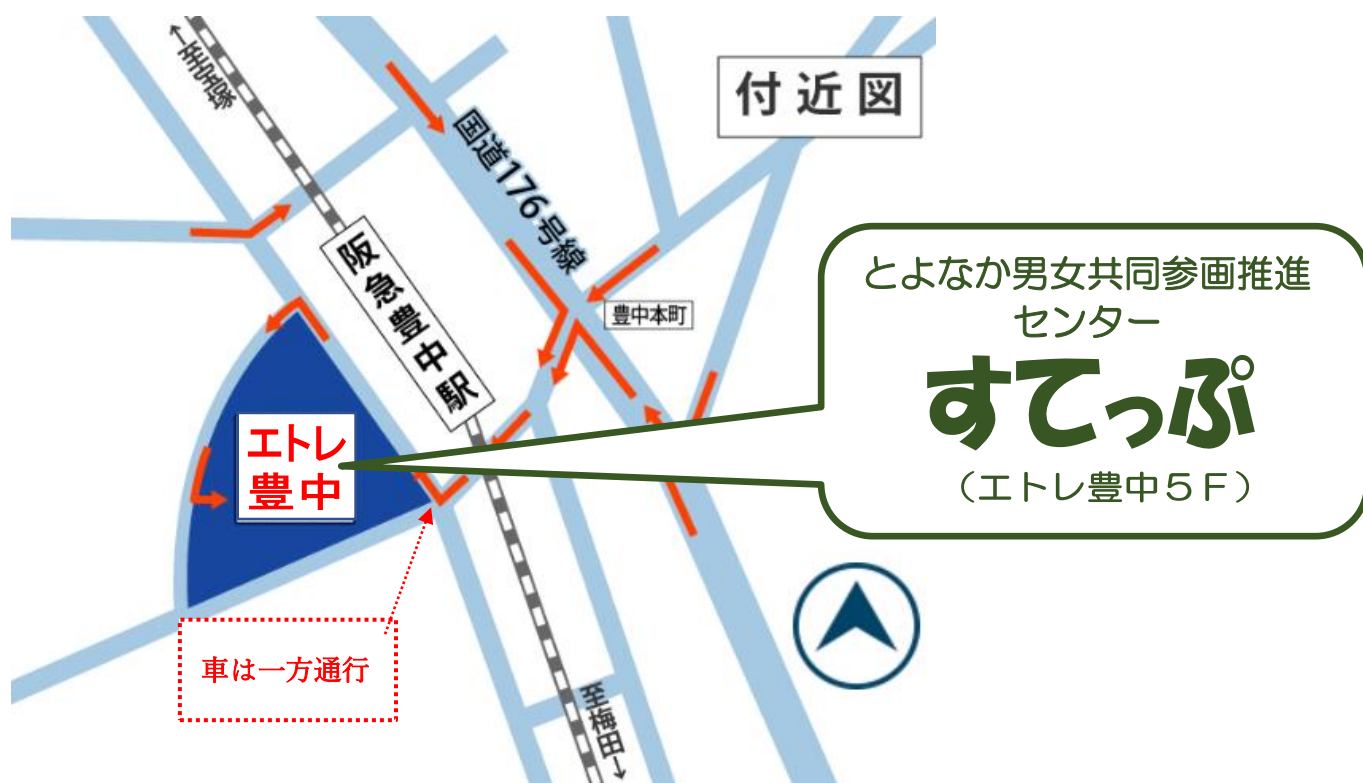 付近図
←至宝塚
国道176号線
阪急豊中駅
豊中本町
とよなか男女共同参画推進
センター
すてっぷ
（エトレ豊中５Ｆ）
エトレ
豊中
車は一方通行
至梅田→